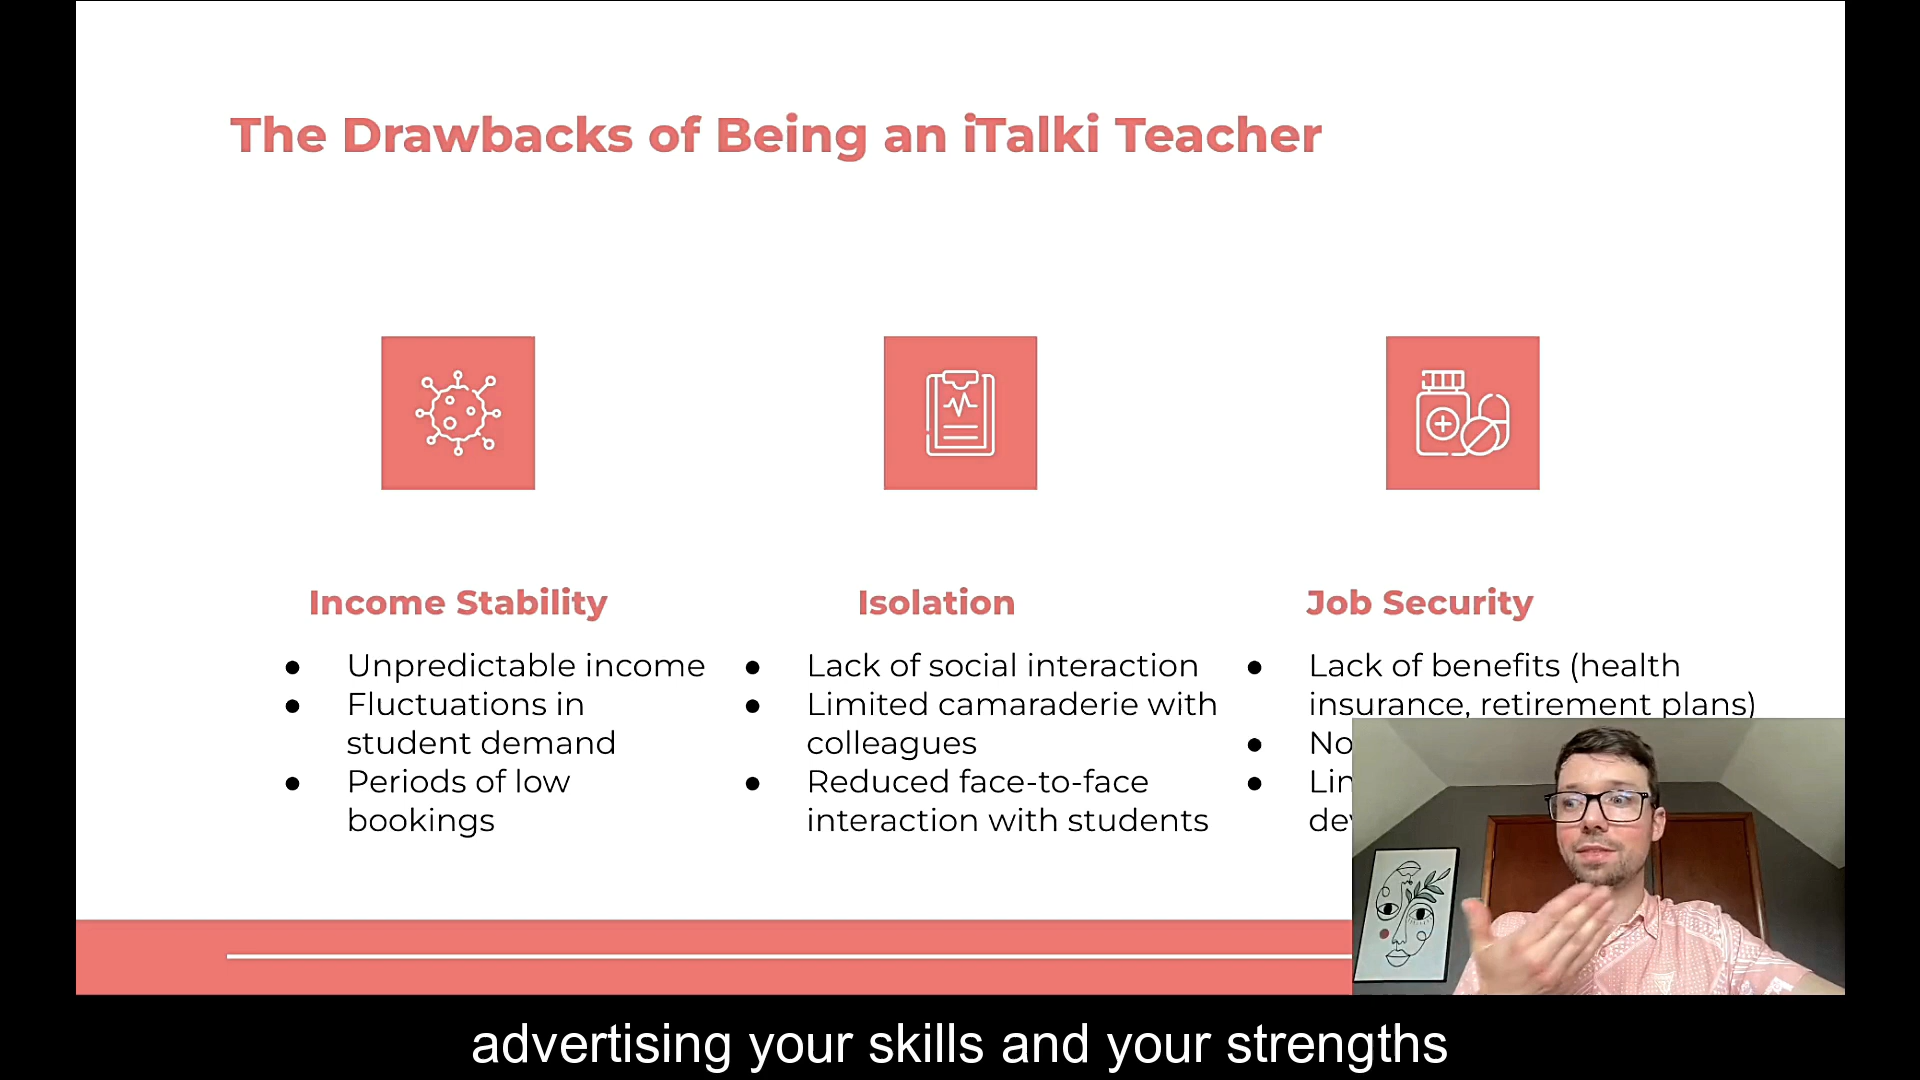 The Drawbacks of Being an iTalki Teacher
Income Stability
● Unpredictable income
● Fluctuations in
student demand
● Periods of low
bookings
Isolation
● Lack of social interaction
● Limited camaraderie with
colleagues
● Reduced face-to-face
interaction with students
Job Security
● Lack of benefits (health
insurance, retirement plans)
● No
●
advertising your skills and your strengths